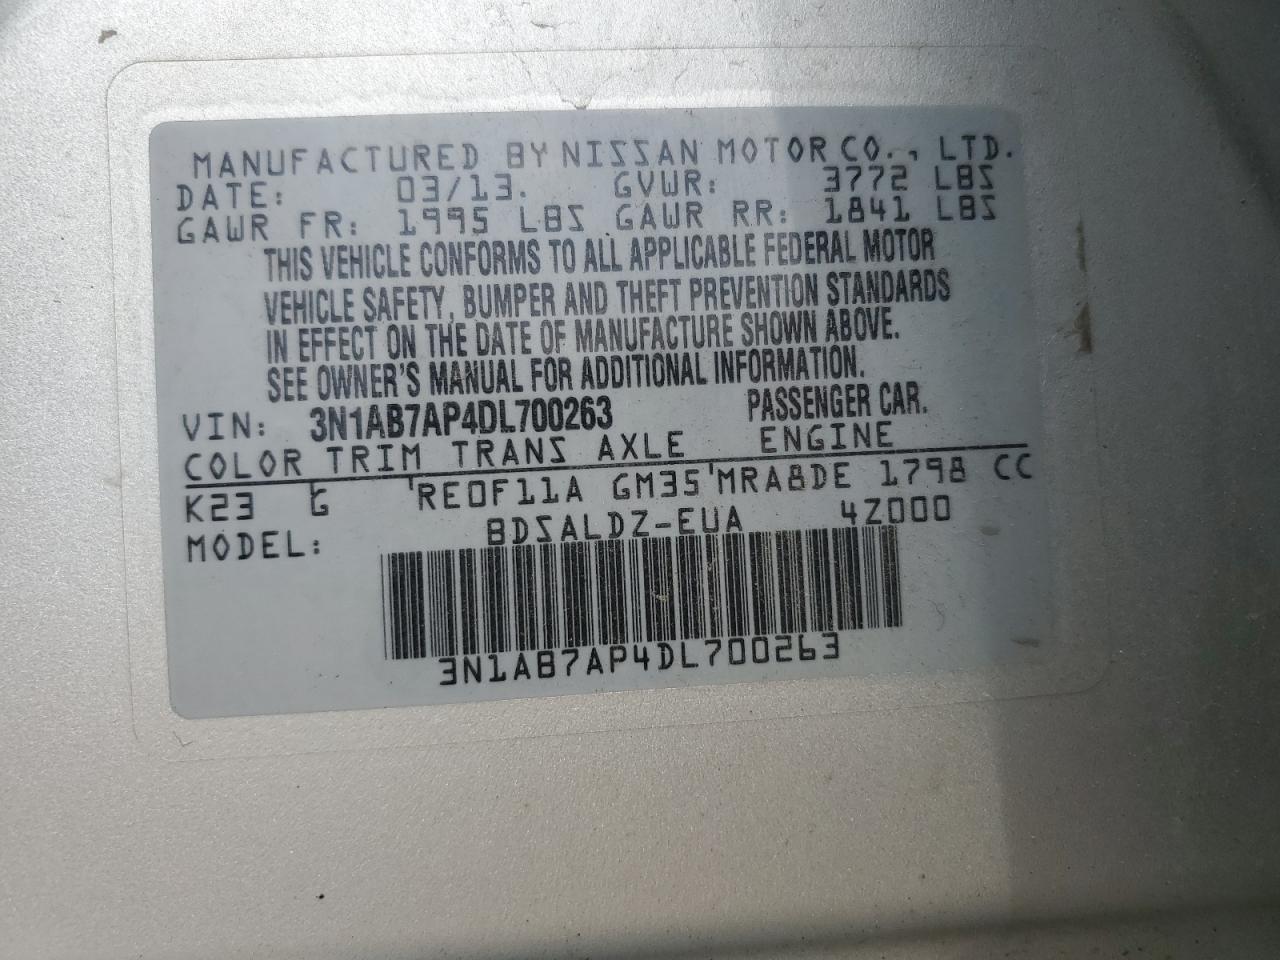 MANUFACTURED BY NISSAN MOTOR CO., LTD.
DATE: 03/13. GVWR: 3772 LBS
GAWR FR: 1995 LBS GAWR RR: 1841 LBS
THIS VEHICLE CONFORMS TO ALL APPLICABLE FEDERAL MOTOR
VEHICLE SAFETY, BUMPER AND THEFT PREVENTION STANDARDS
IN EFFECT ON THE DATE OF MANUFACTURE SHOWN ABOVE.
SEE OWNER'S MANUAL FOR ADDITIONAL INFORMATION.
VIN: 3N1AB7AP4DL700263 PASSENGER CAR.
COLOR TRIM TRANS AXLE ENGINE
K23 G RE0F11A GM35 MRA8DE 1798 CC
MODEL: BDSALDZ-EUA 4Z000
3N1AB7AP4DL700263